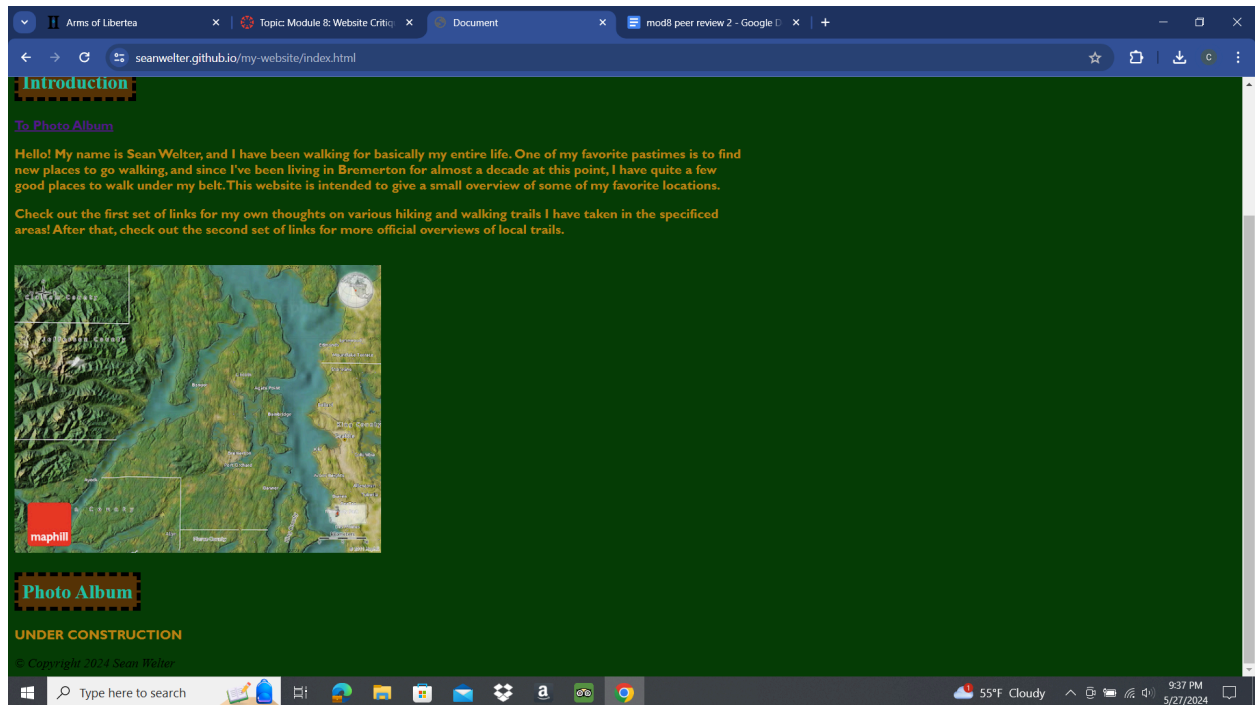 Arms of Libertea
Topic: Module 8: Website Critiq
Document
mod8 peer review 2 - Google D
seanwelter.github.io/my-website/index.html
C
Introduction
To Photo Album
Hello! My name is Sean Welter, and I have been walking for basically my entire life. One of my favorite pastimes is to find
new places to go walking, and since I've been living in Bremerton for almost a decade at this point, I have quite a few
good places to walk under my belt. This website is intended to give a small overview of some of my favorite locations.
Check out the first set of links for my own thoughts on various hiking and walking trails I have taken in the specificed
areas! After that, check out the second set of links for more official overviews of local trails.
maphill
Photo Album
UNDER CONSTRUCTION
© Copyright 2024 Sean Welter
Type here to search
1
55°F Cloudy
9:37 PM
5/27/2024